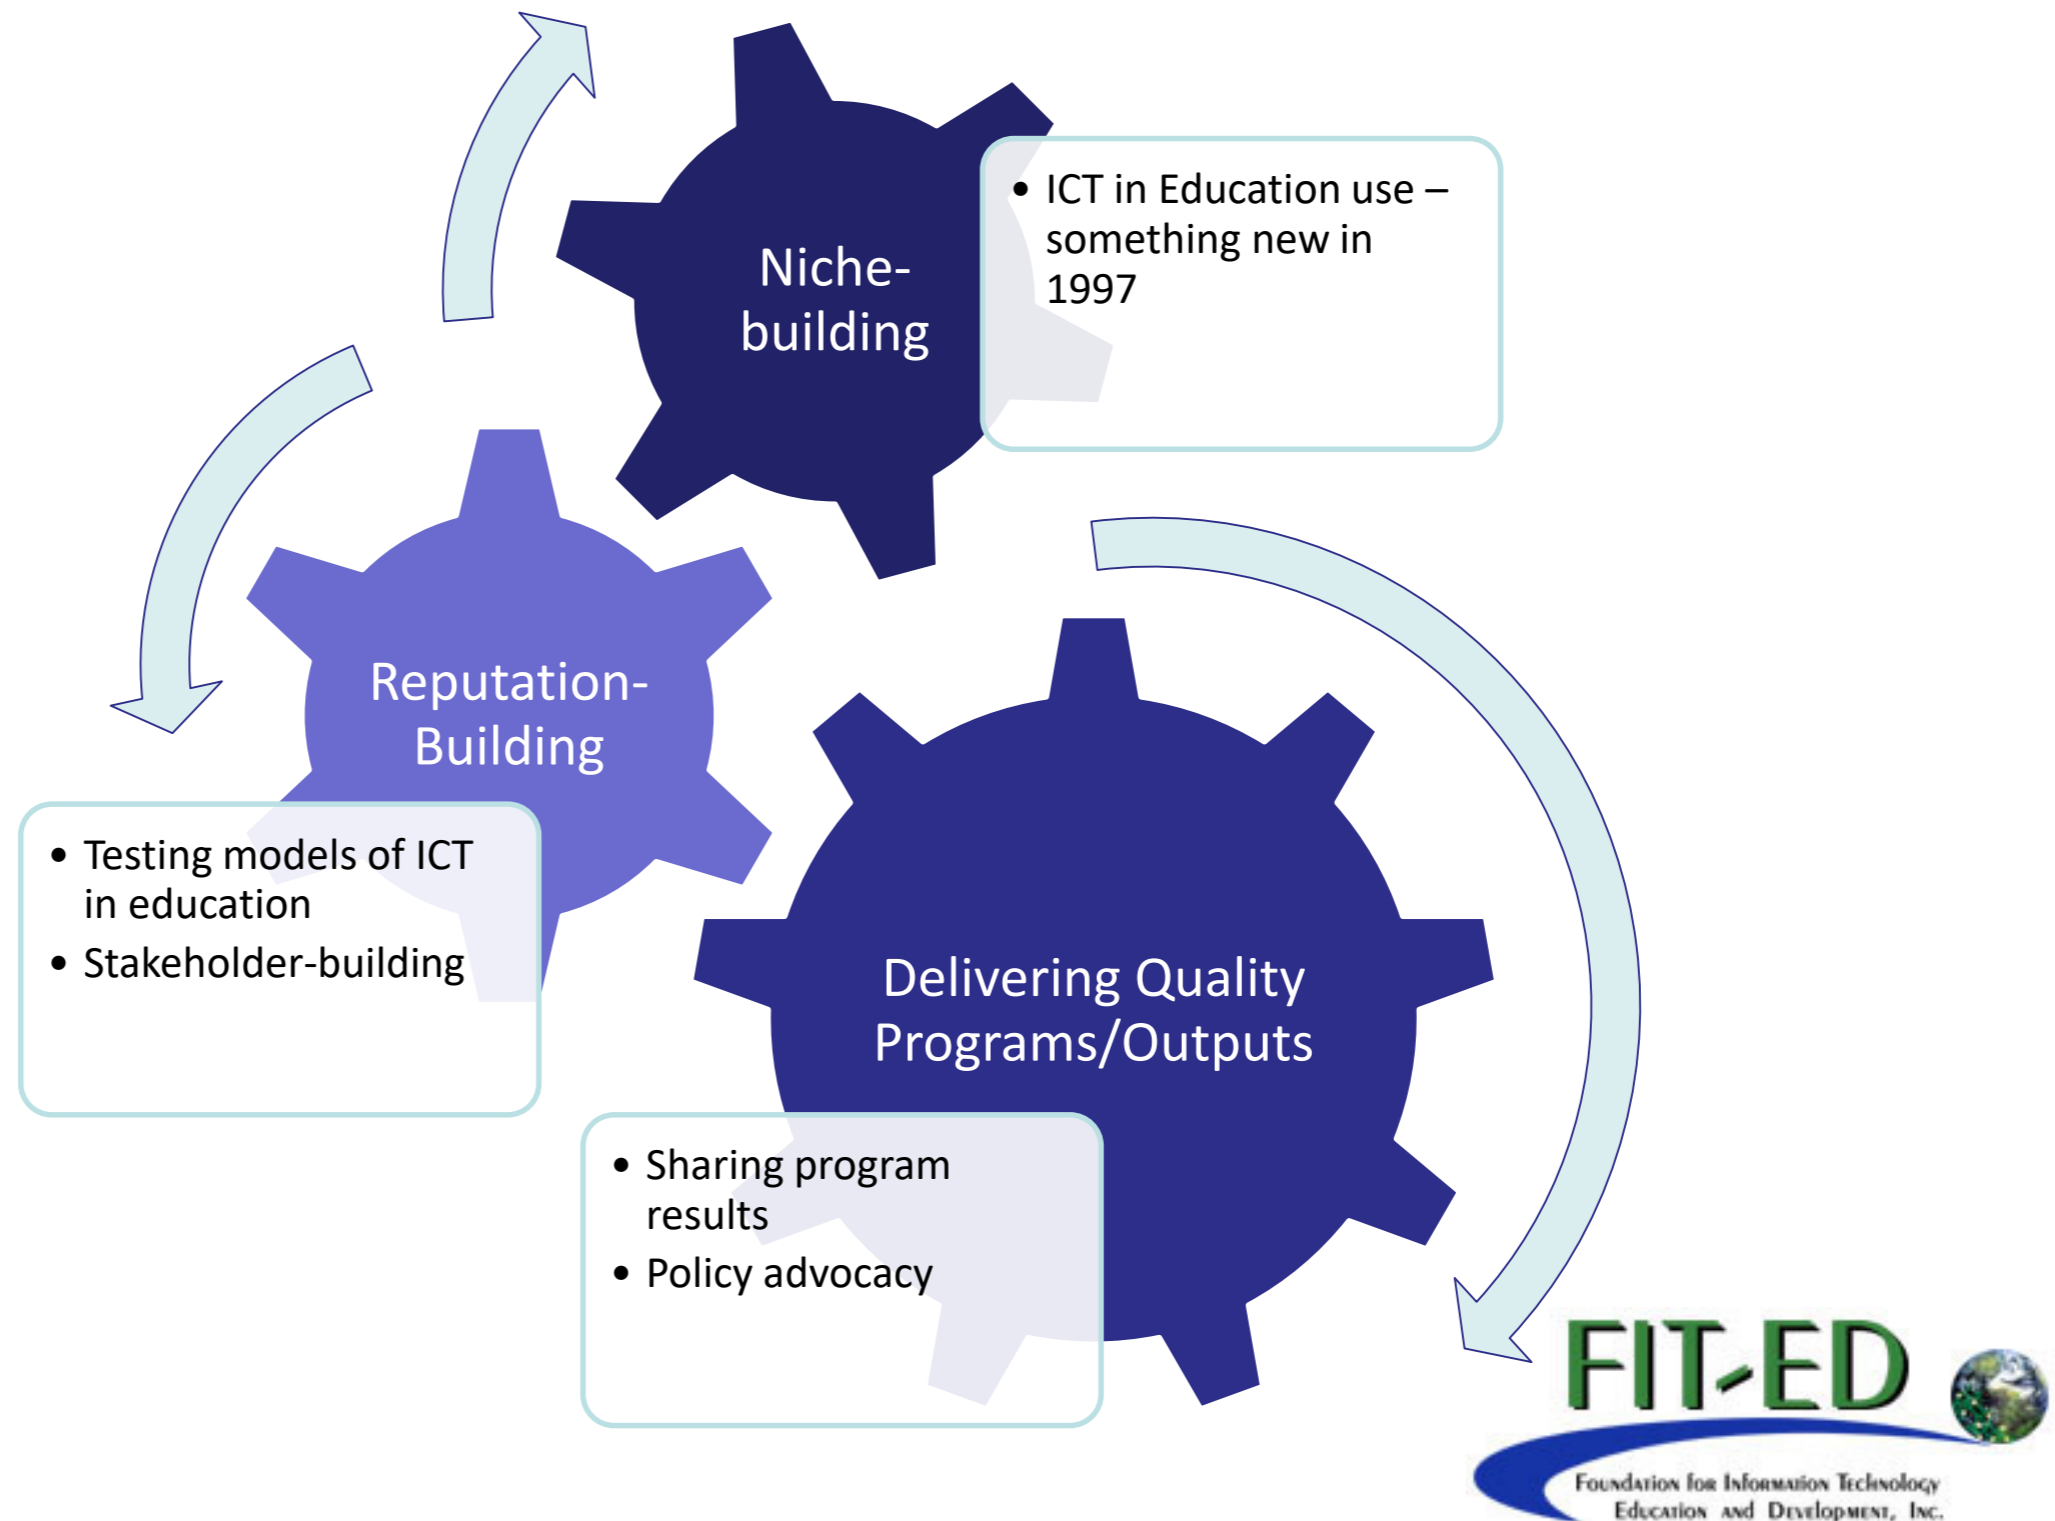 Niche-
building
• ICT in Education use –
something new in
1997
Reputation-
Building
• Testing models of ICT
in education
• Stakeholder-building
Delivering Quality
Programs/Outputs
• Sharing program
results
• Policy advocacy
FIT-ED
Foundation for Information Technology
Education and Development, Inc.